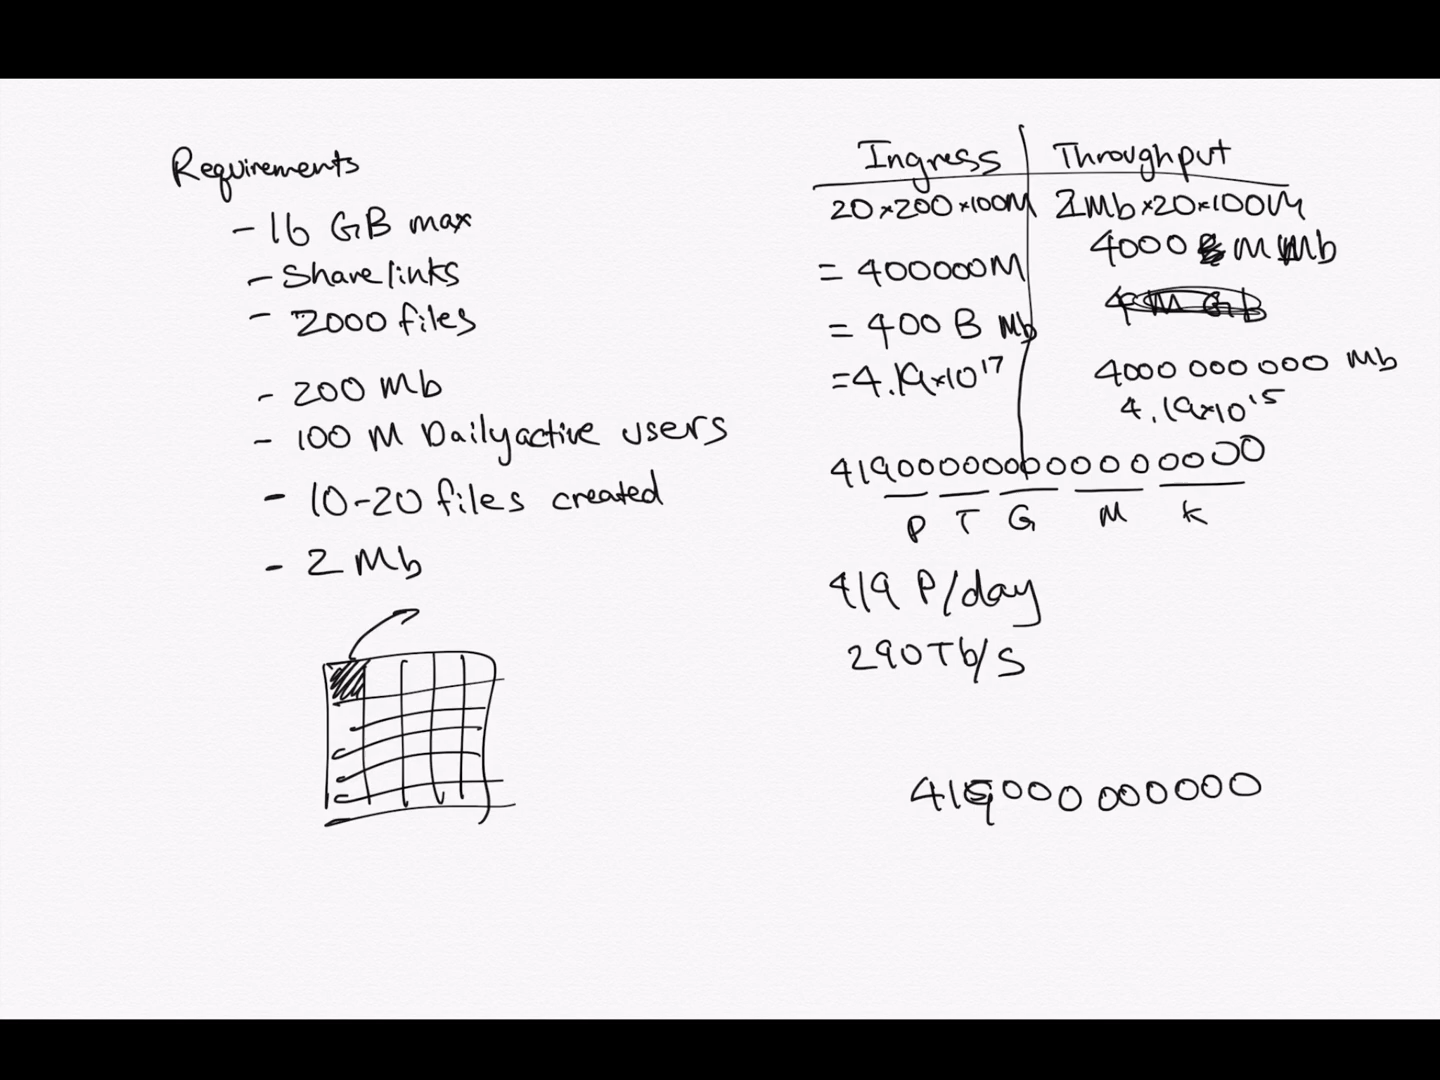 Requirements
- 16 GB max
- Share links
- 2000 files
- 200 Mb
- 100 M Daily active users
- 10-20 files created
- 2 Mb
Ingress
20×200×100M
= 400000M
= 400 B Mb
=4.19×10^17
Throughput
2Mb×20×100M
4000 M Mb
4000 000 000 Mb
4.19×10^15
419000000000000000
P T G M K
419 P/day
290Tb/s
419000 000000